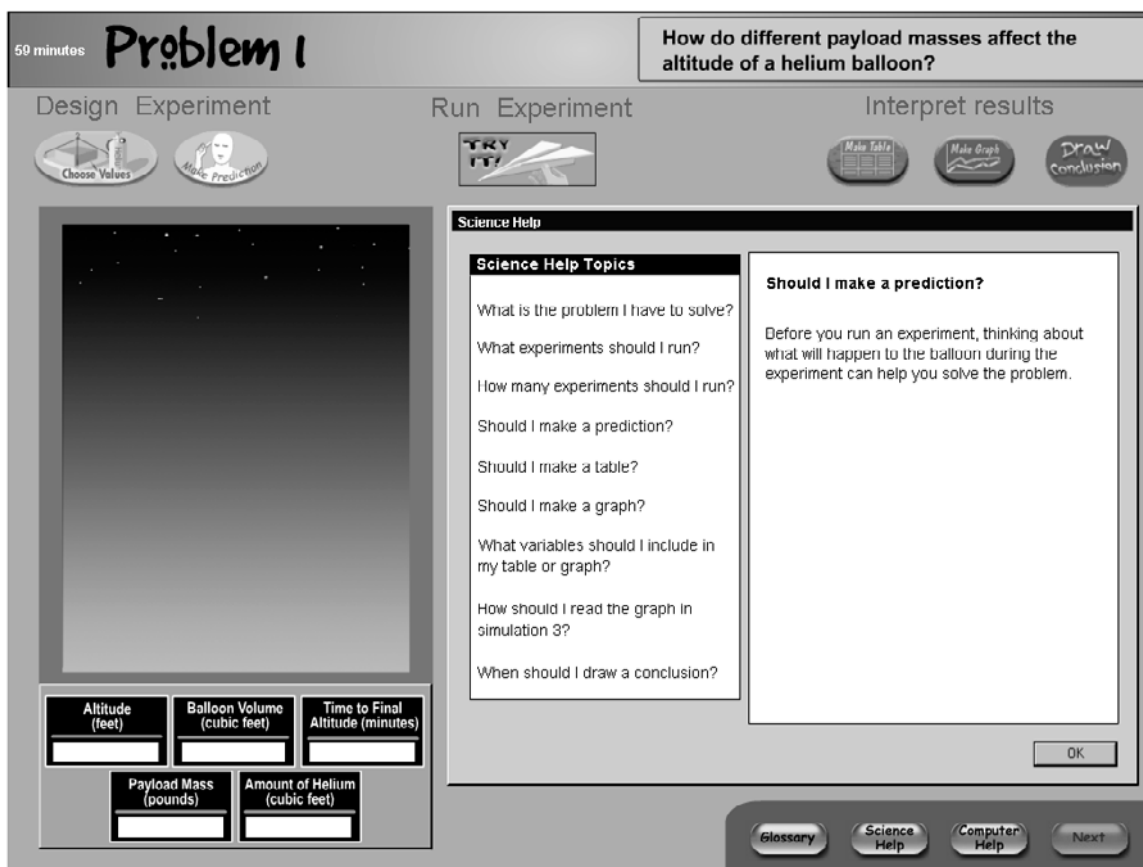 59 minutes
Problem 1
How do different payload masses affect the
altitude of a helium balloon?
Design Experiment
Run Experiment
Interpret results
Choose Values
Make Prediction
TRY
IT!
Make Table
Make Graph
Draw
conclusion
Science Help
Science Help Topics
What is the problem I have to solve?
What experiments should I run?
How many experiments should I run?
Should I make a prediction?
Should I make a table?
Should I make a graph?
What variables should I include in
my table or graph?
How should I read the graph in
simulation 3?
When should I draw a conclusion?
Should I make a prediction?
Before you run an experiment, thinking about
what will happen to the balloon during the
experiment can help you solve the problem.
OK
Altitude
(feet)
Balloon Volume
(cubic feet)
Time to Final
Altitude (minutes)
Payload Mass
(pounds)
Amount of Helium
(cubic feet)
Glossary
Science
Help
Computer
Help
Next